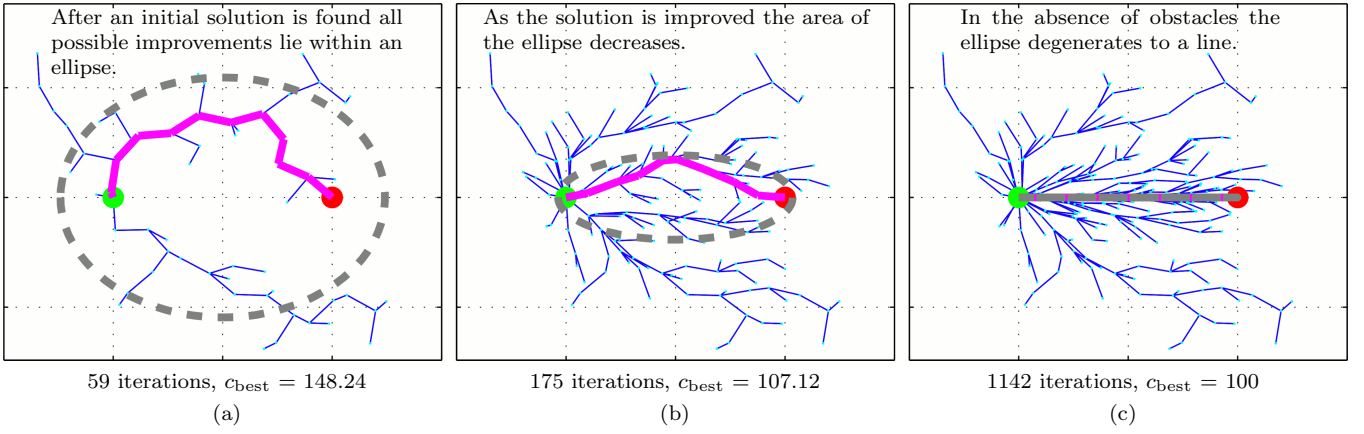 After an initial solution is found all
possible improvements lie within an
ellipse.
59 iterations, c_best = 148.24
(a)
As the solution is improved the area of
the ellipse decreases.
175 iterations, c_best = 107.12
(b)
In the absence of obstacles the
ellipse degenerates to a line.
1142 iterations, c_best = 100
(c)